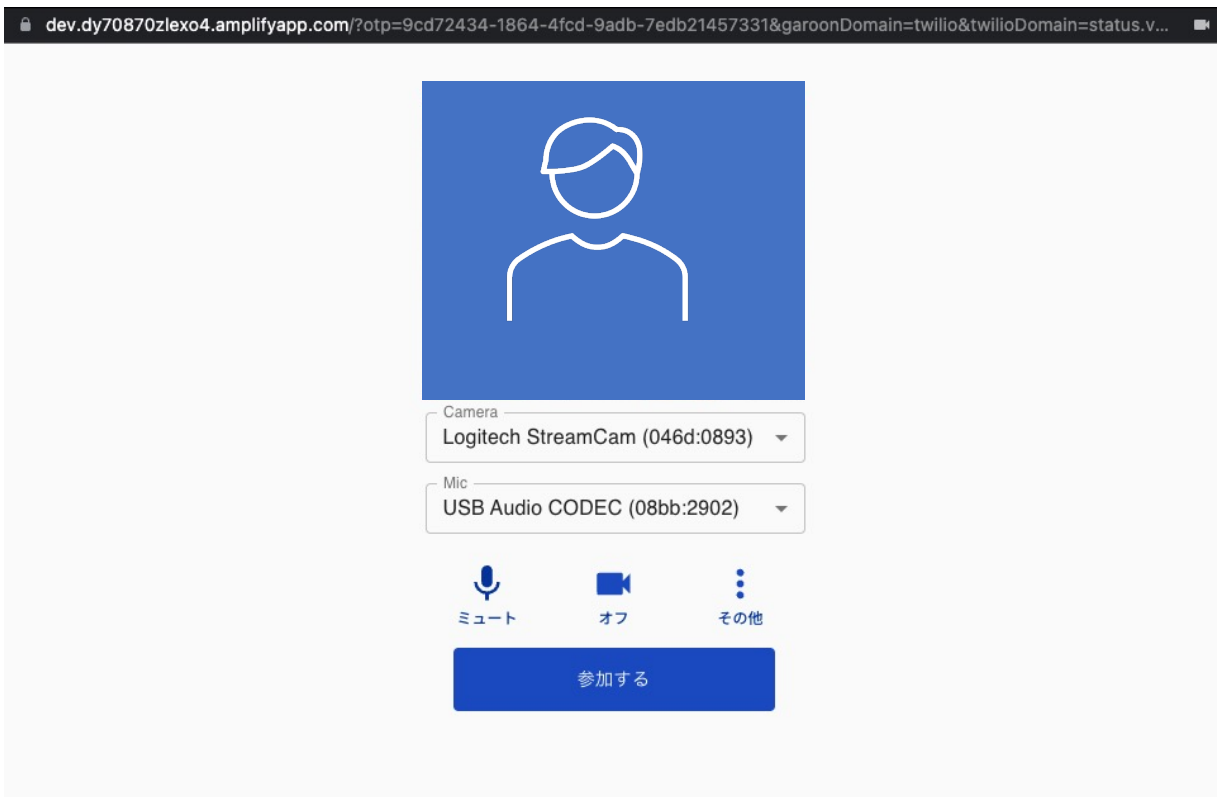 dev.dy70870zlexo4.amplifyapp.com/?otp=9cd72434-1864-4fcd-9adb-7edb21457331&garoonDomain=twilio&twilioDomain=status.v...
Camera
Logitech StreamCam (046d:0893)
Mic
USB Audio CODEC (08bb:2902)
ミュート オフ その他
参加する